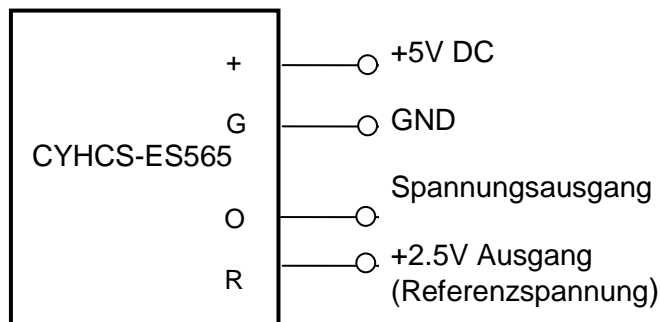 +
+5V DC
G
GND
CYHCS-ES565
Spannungsausgang
O
+2.5V Ausgang
R
(Referenzspannung)